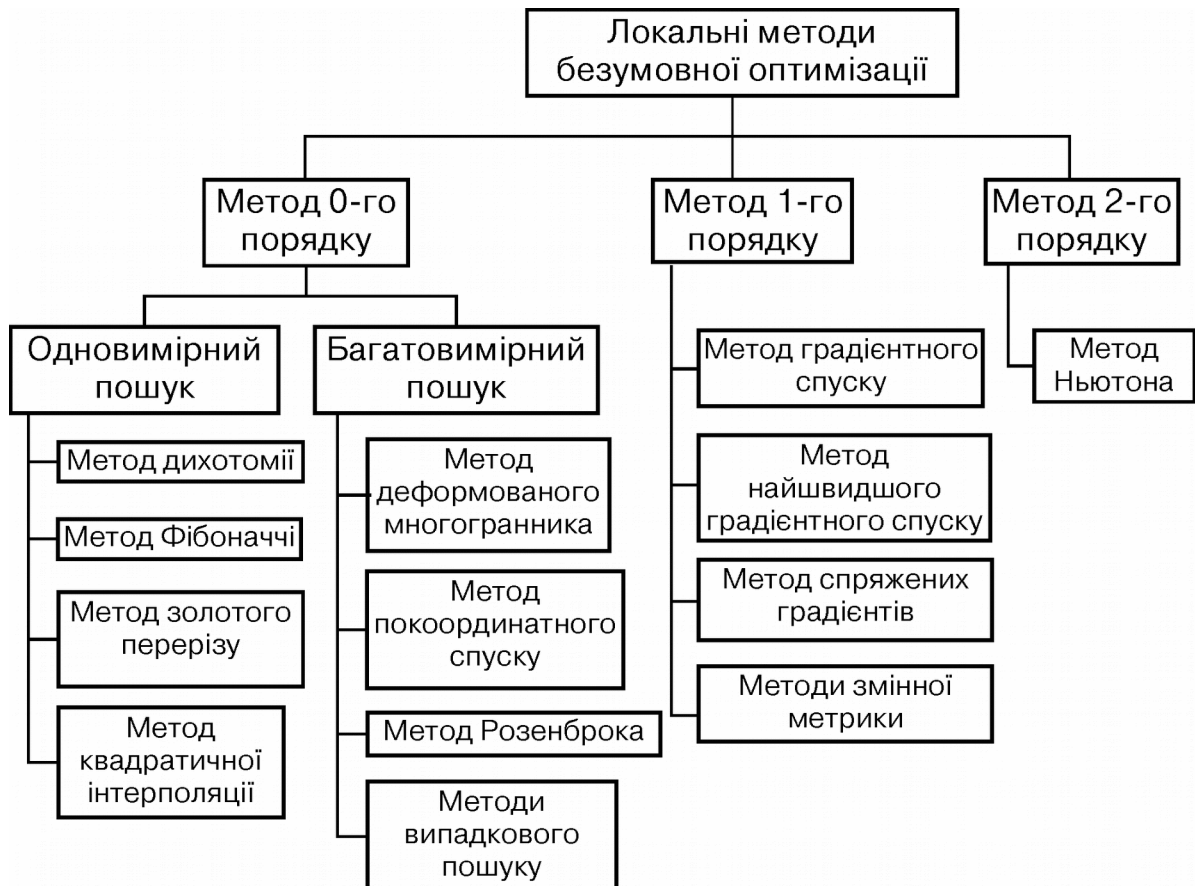 Локальні методи
безумовної оптимізації
Метод 0-го
порядку
Метод 1-го
порядку
Метод 2-го
порядку
Одновимірний
пошук
Багатовимірний
пошук
Метод дихотомії
Метод Фібоначчі
Метод золотого
перерізу
Метод
квадратичної
інтерполяції
Метод
деформованого
многогранника
Метод
покоординатного
спуску
Метод Розенброка
Методи
випадкового
пошуку
Метод градієнтного
спуску
Метод
найшвидшого
градієнтного спуску
Метод спряжених
градієнтів
Методи змінної
метрики
Метод
Ньютона